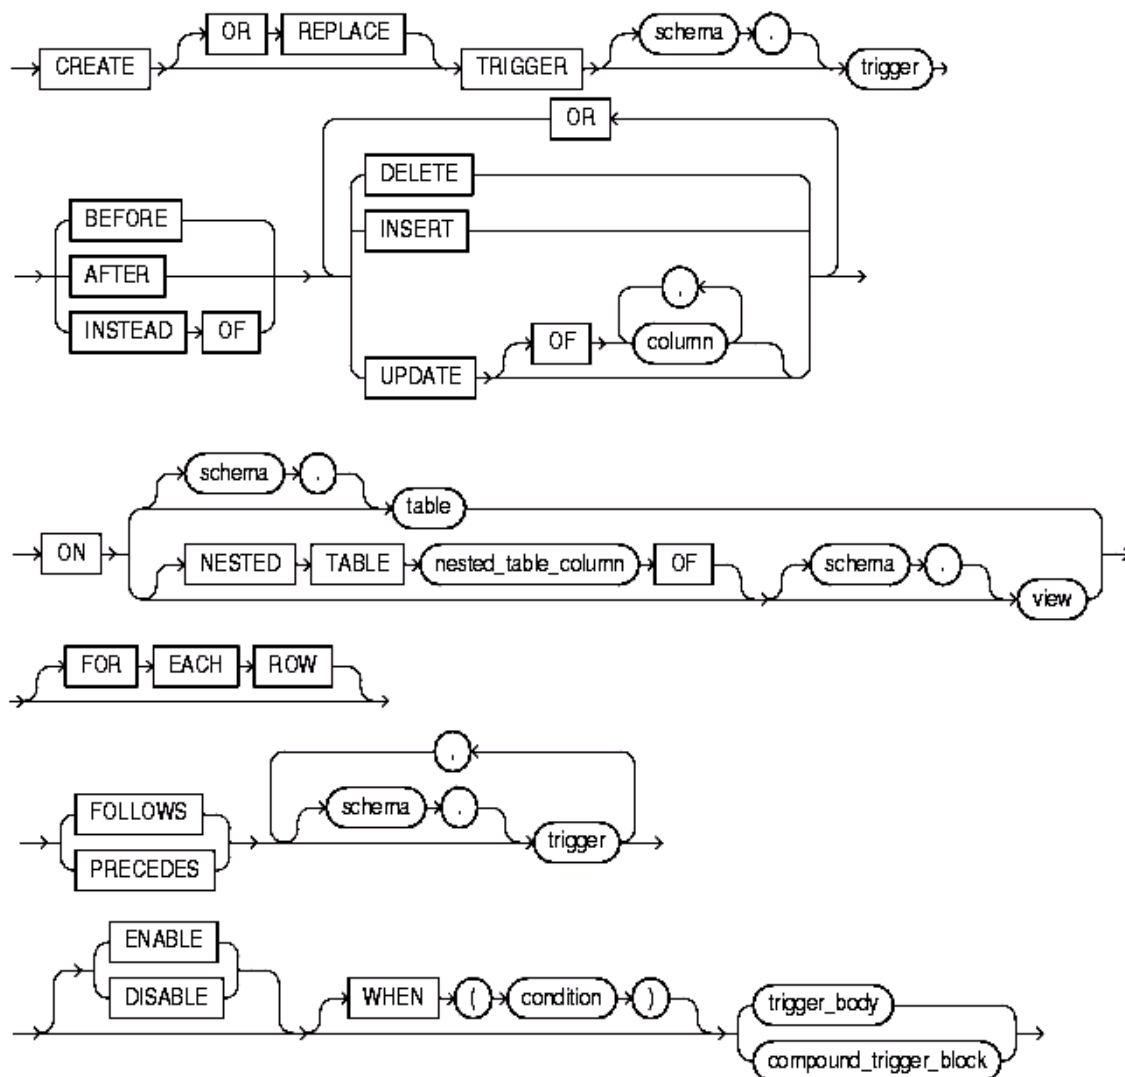 OR REPLACE schema .
CREATE TRIGGER trigger
OR
DELETE
BEFORE INSERT
AFTER ,
INSTEAD OF OF column
UPDATE
schema .
table
ON NESTED TABLE nested_table_column OF schema .
view
FOR EACH ROW
,
FOLLOWS schema .
trigger
PRECEDES
ENABLE
DISABLE WHEN ( condition ) trigger_body
compound_trigger_block